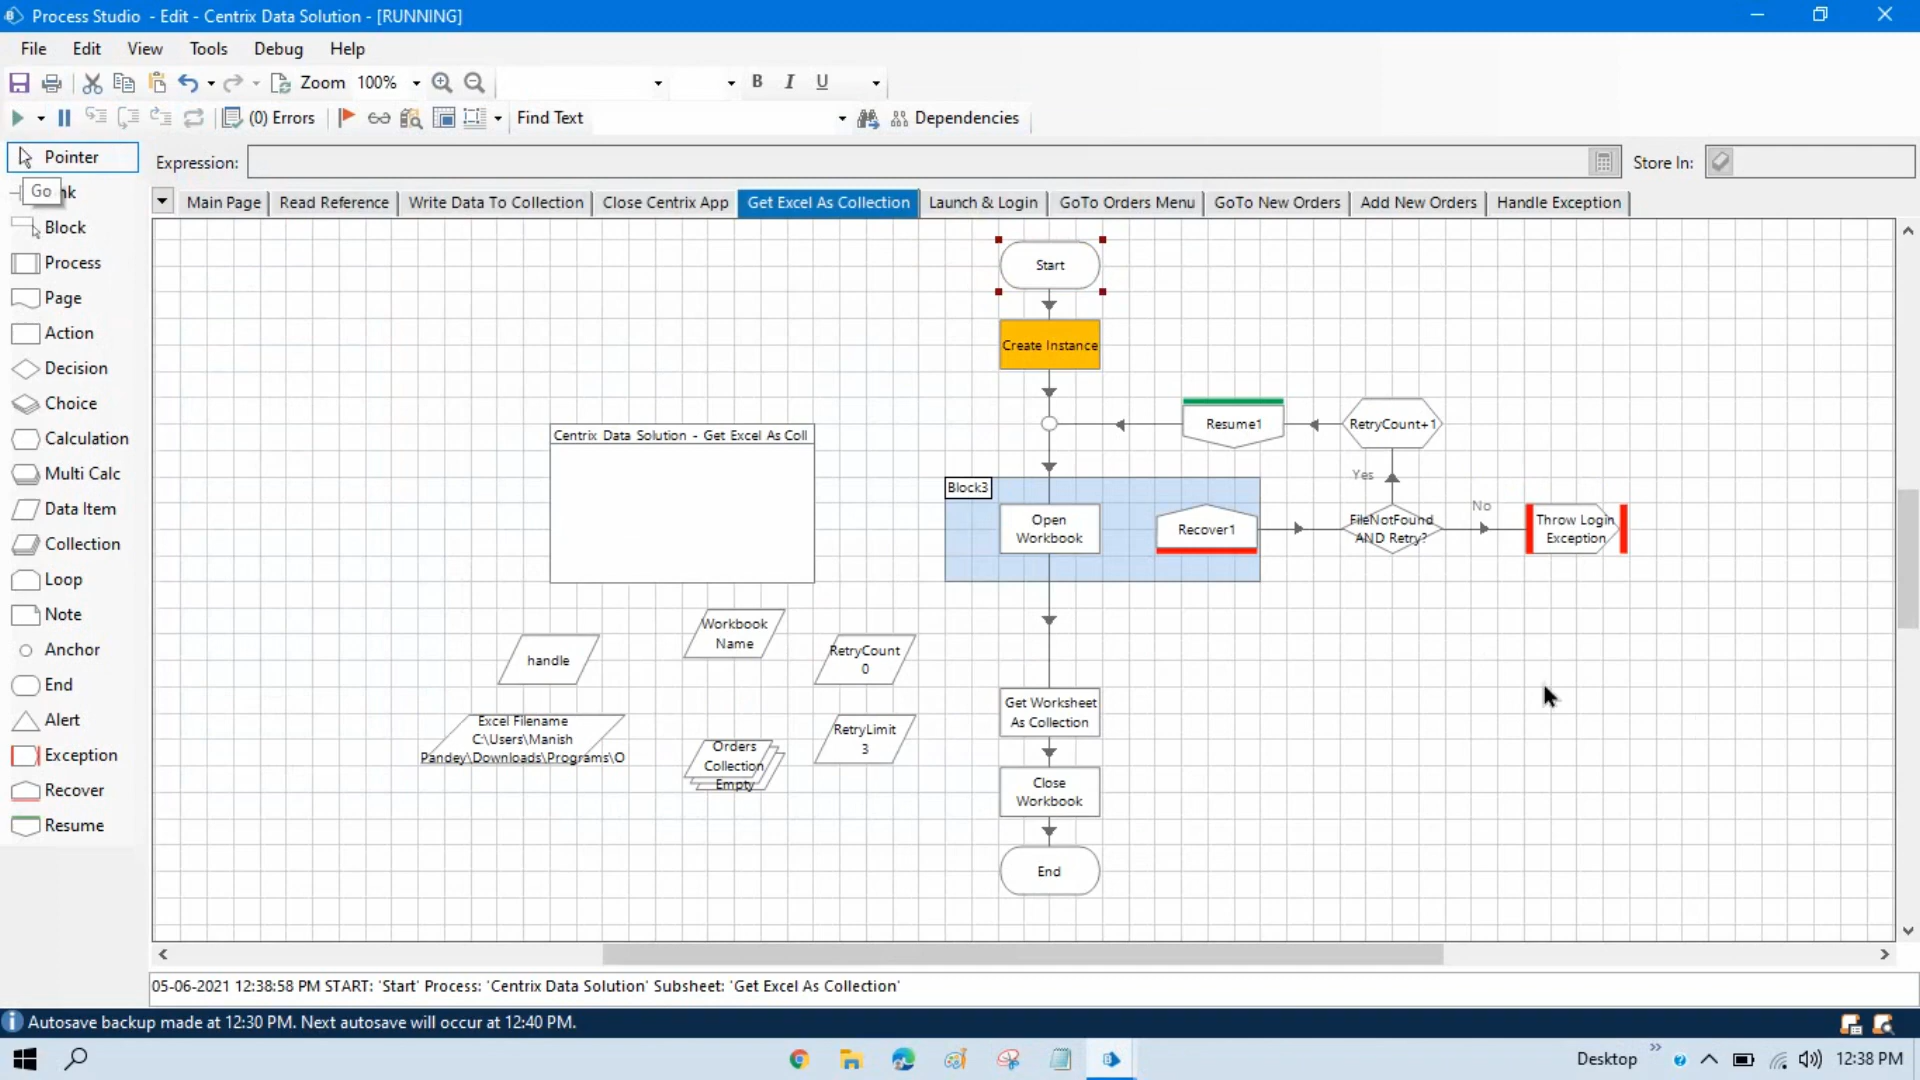 Process Studio - Edit - Centrix Data Solution - [RUNNING]
File Edit View Tools Debug Help
Zoom 100% B I U
(0) Errors Find Text Dependencies
Pointer
Expression: Store In:
Go nk
Main Page Read Reference Write Data To Collection Close Centrix App Get Excel As Collection Launch & Login GoTo Orders Menu GoTo New Orders Add New Orders Handle Exception
Block
Process
Page
Action
Decision
Choice
Calculation
Multi Calc
Data Item
Collection
Loop
Note
Anchor
End
Alert
Exception
Recover
Resume
Start
Create Instance
Resume1
RetryCount+1
Centrix Data Solution - Get Excel As Coll
Yes
Block3
Open
Workbook
Recover1
FileNotFound
AND Retry?
No
Throw Login
Exception
handle
Workbook
Name
RetryCount
0
Excel Filename
C:\Users\Manish
Pandey\Downloads\Programs\O
Orders
Collection
Empty
RetryLimit
3
Get Worksheet
As Collection
Close
Workbook
End
05-06-2021 12:38:58 PM START: 'Start' Process: 'Centrix Data Solution' Subsheet: 'Get Excel As Collection'
Autosave backup made at 12:30 PM. Next autosave will occur at 12:40 PM.
Desktop 12:38 PM